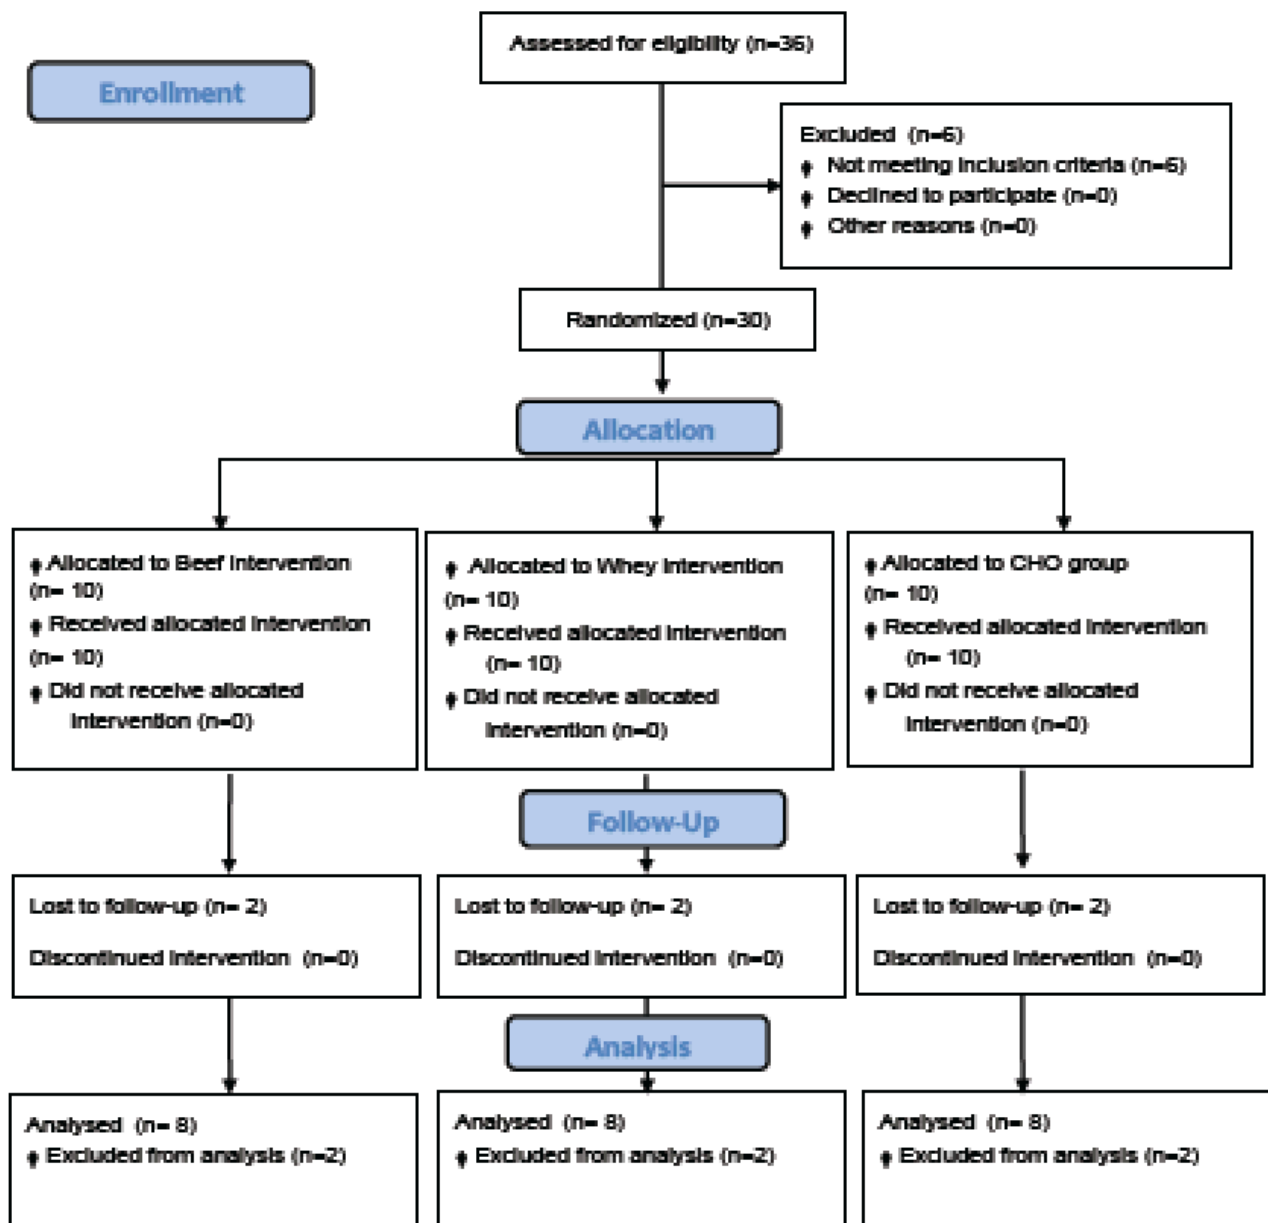 Assessed for eligibility (n=36)
Enrollment
Excluded (n=6)
Not meeting inclusion criteria (n=6)
Declined to participate (n=0)
Other reasons (n=0)
Randomized (n=30)
Allocation
Allocated to Beef intervention
(n= 10)
Received allocated intervention
(n= 10)
Did not receive allocated
intervention (n=0)
Allocated to Whey intervention
(n= 10)
Received allocated intervention
(n= 10)
Did not receive allocated
intervention (n=0)
Allocated to CHO group
(n= 10)
Received allocated intervention
(n= 10)
Did not receive allocated
intervention (n=0)
Follow-Up
Lost to follow-up (n= 2)
Discontinued intervention (n=0)
Lost to follow-up (n= 2)
Discontinued intervention (n=0)
Lost to follow-up (n= 2)
Discontinued intervention (n=0)
Analysis
Analysed (n= 8)
Excluded from analysis (n=2)
Analysed (n= 8)
Excluded from analysis (n=2)
Analysed (n= 8)
Excluded from analysis (n=2)